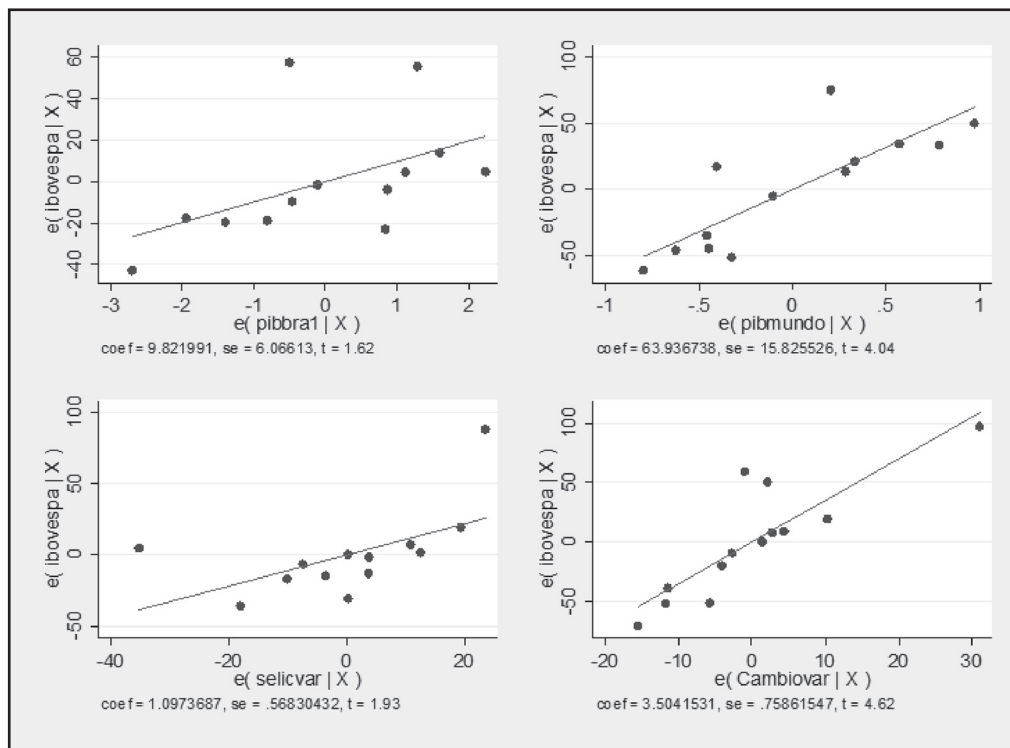 e( ibovespa | X )
60
40
20
0
-20
-40
-3 -2 -1 0 1 2
e( pibbra1 | X )
coef = 9.821991, se = 6.06613, t = 1.62
e( ibovespa | X )
100
50
0
-50
-1 -.5 0 .5 1
e( pibmundo | X )
coef = 63.936738, se = 15.825526, t = 4.04
e( ibovespa | X )
100
50
0
-50
-40 -20 0 20
e( selicvar | X )
coef = 1.0973687, se = .56830432, t = 1.93
e( ibovespa | X )
100
50
0
-50
-20 -10 0 10 20 30
e( Cambiovar | X )
coef = 3.5041531, se = .75861547, t = 4.62